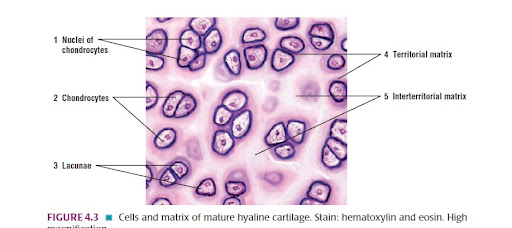 1 Nuclei of
chondrocytes
4 Territorial matrix
2 Chondrocytes
5 Interterritorial matrix
3 Lacunae
FIGURE 4.3 ■ Cells and matrix of mature hyaline cartilage. Stain: hematoxylin and eosin. High